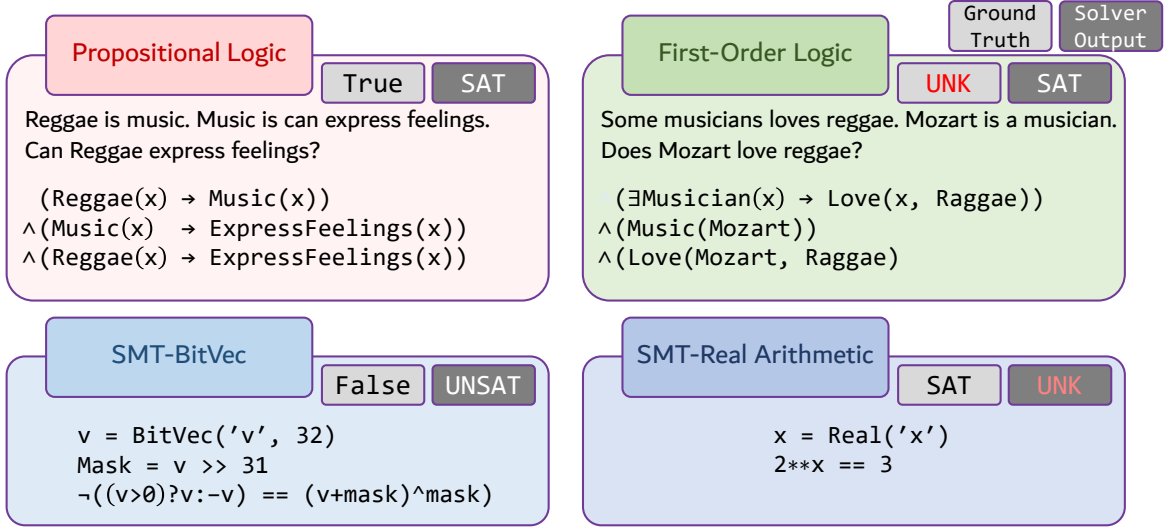 Ground Truth
Solver Output
Propositional Logic
True
SAT
Reggae is music. Music is can express feelings.
Can Reggae express feelings?
(Reggae(x) → Music(x))
∧(Music(x) → ExpressFeelings(x))
∧(Reggae(x) → ExpressFeelings(x))
First-Order Logic
UNK
SAT
Some musicians loves reggae. Mozart is a musician.
Does Mozart love reggae?
∧(∃Musician(x) → Love(x, Raggae))
∧(Music(Mozart))
∧(Love(Mozart, Raggae)
SMT-BitVec
False
UNSAT
v = BitVec('v', 32)
Mask = v >> 31
¬((v>0)?v:-v) == (v+mask)^mask)
SMT-Real Arithmetic
SAT
UNK
x = Real('x')
2**x == 3